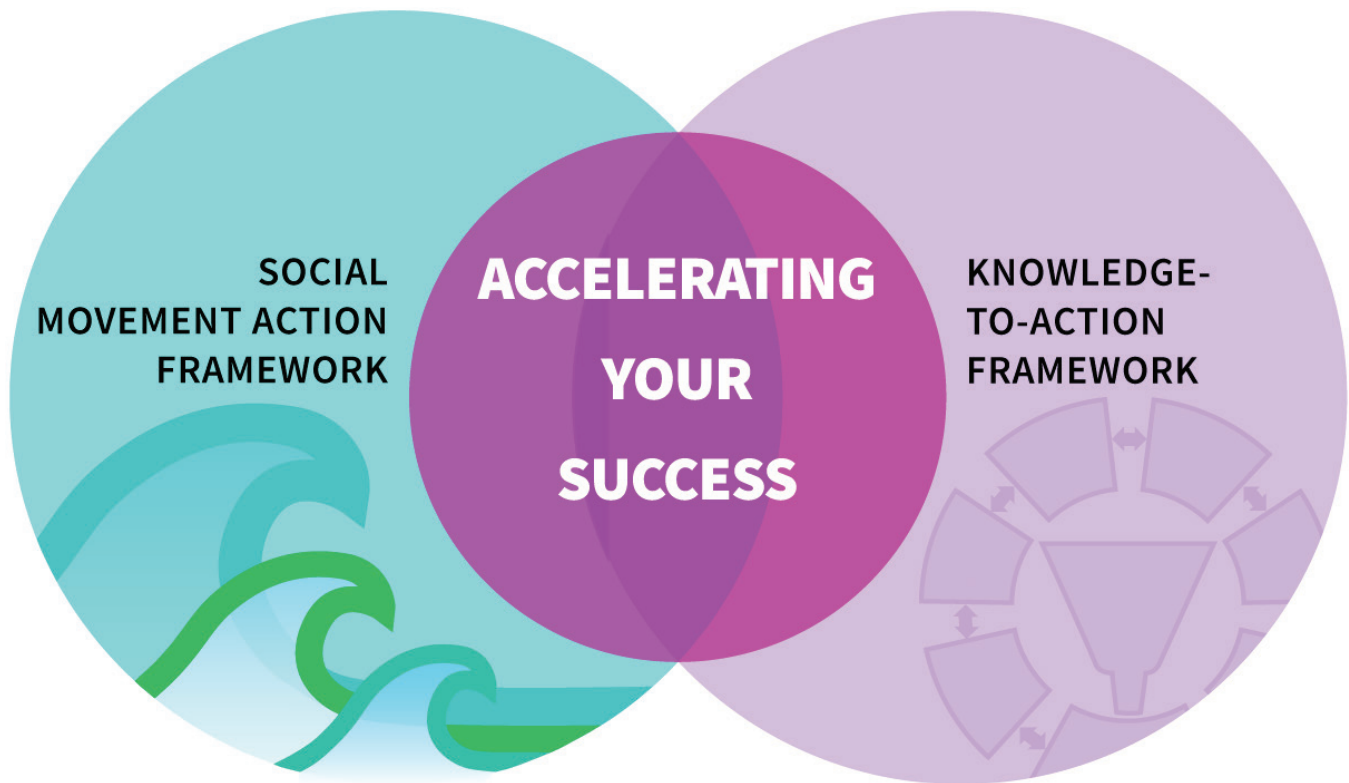 SOCIAL
MOVEMENT ACTION
FRAMEWORK
ACCELERATING
YOUR
SUCCESS
KNOWLEDGE-
TO-ACTION
FRAMEWORK